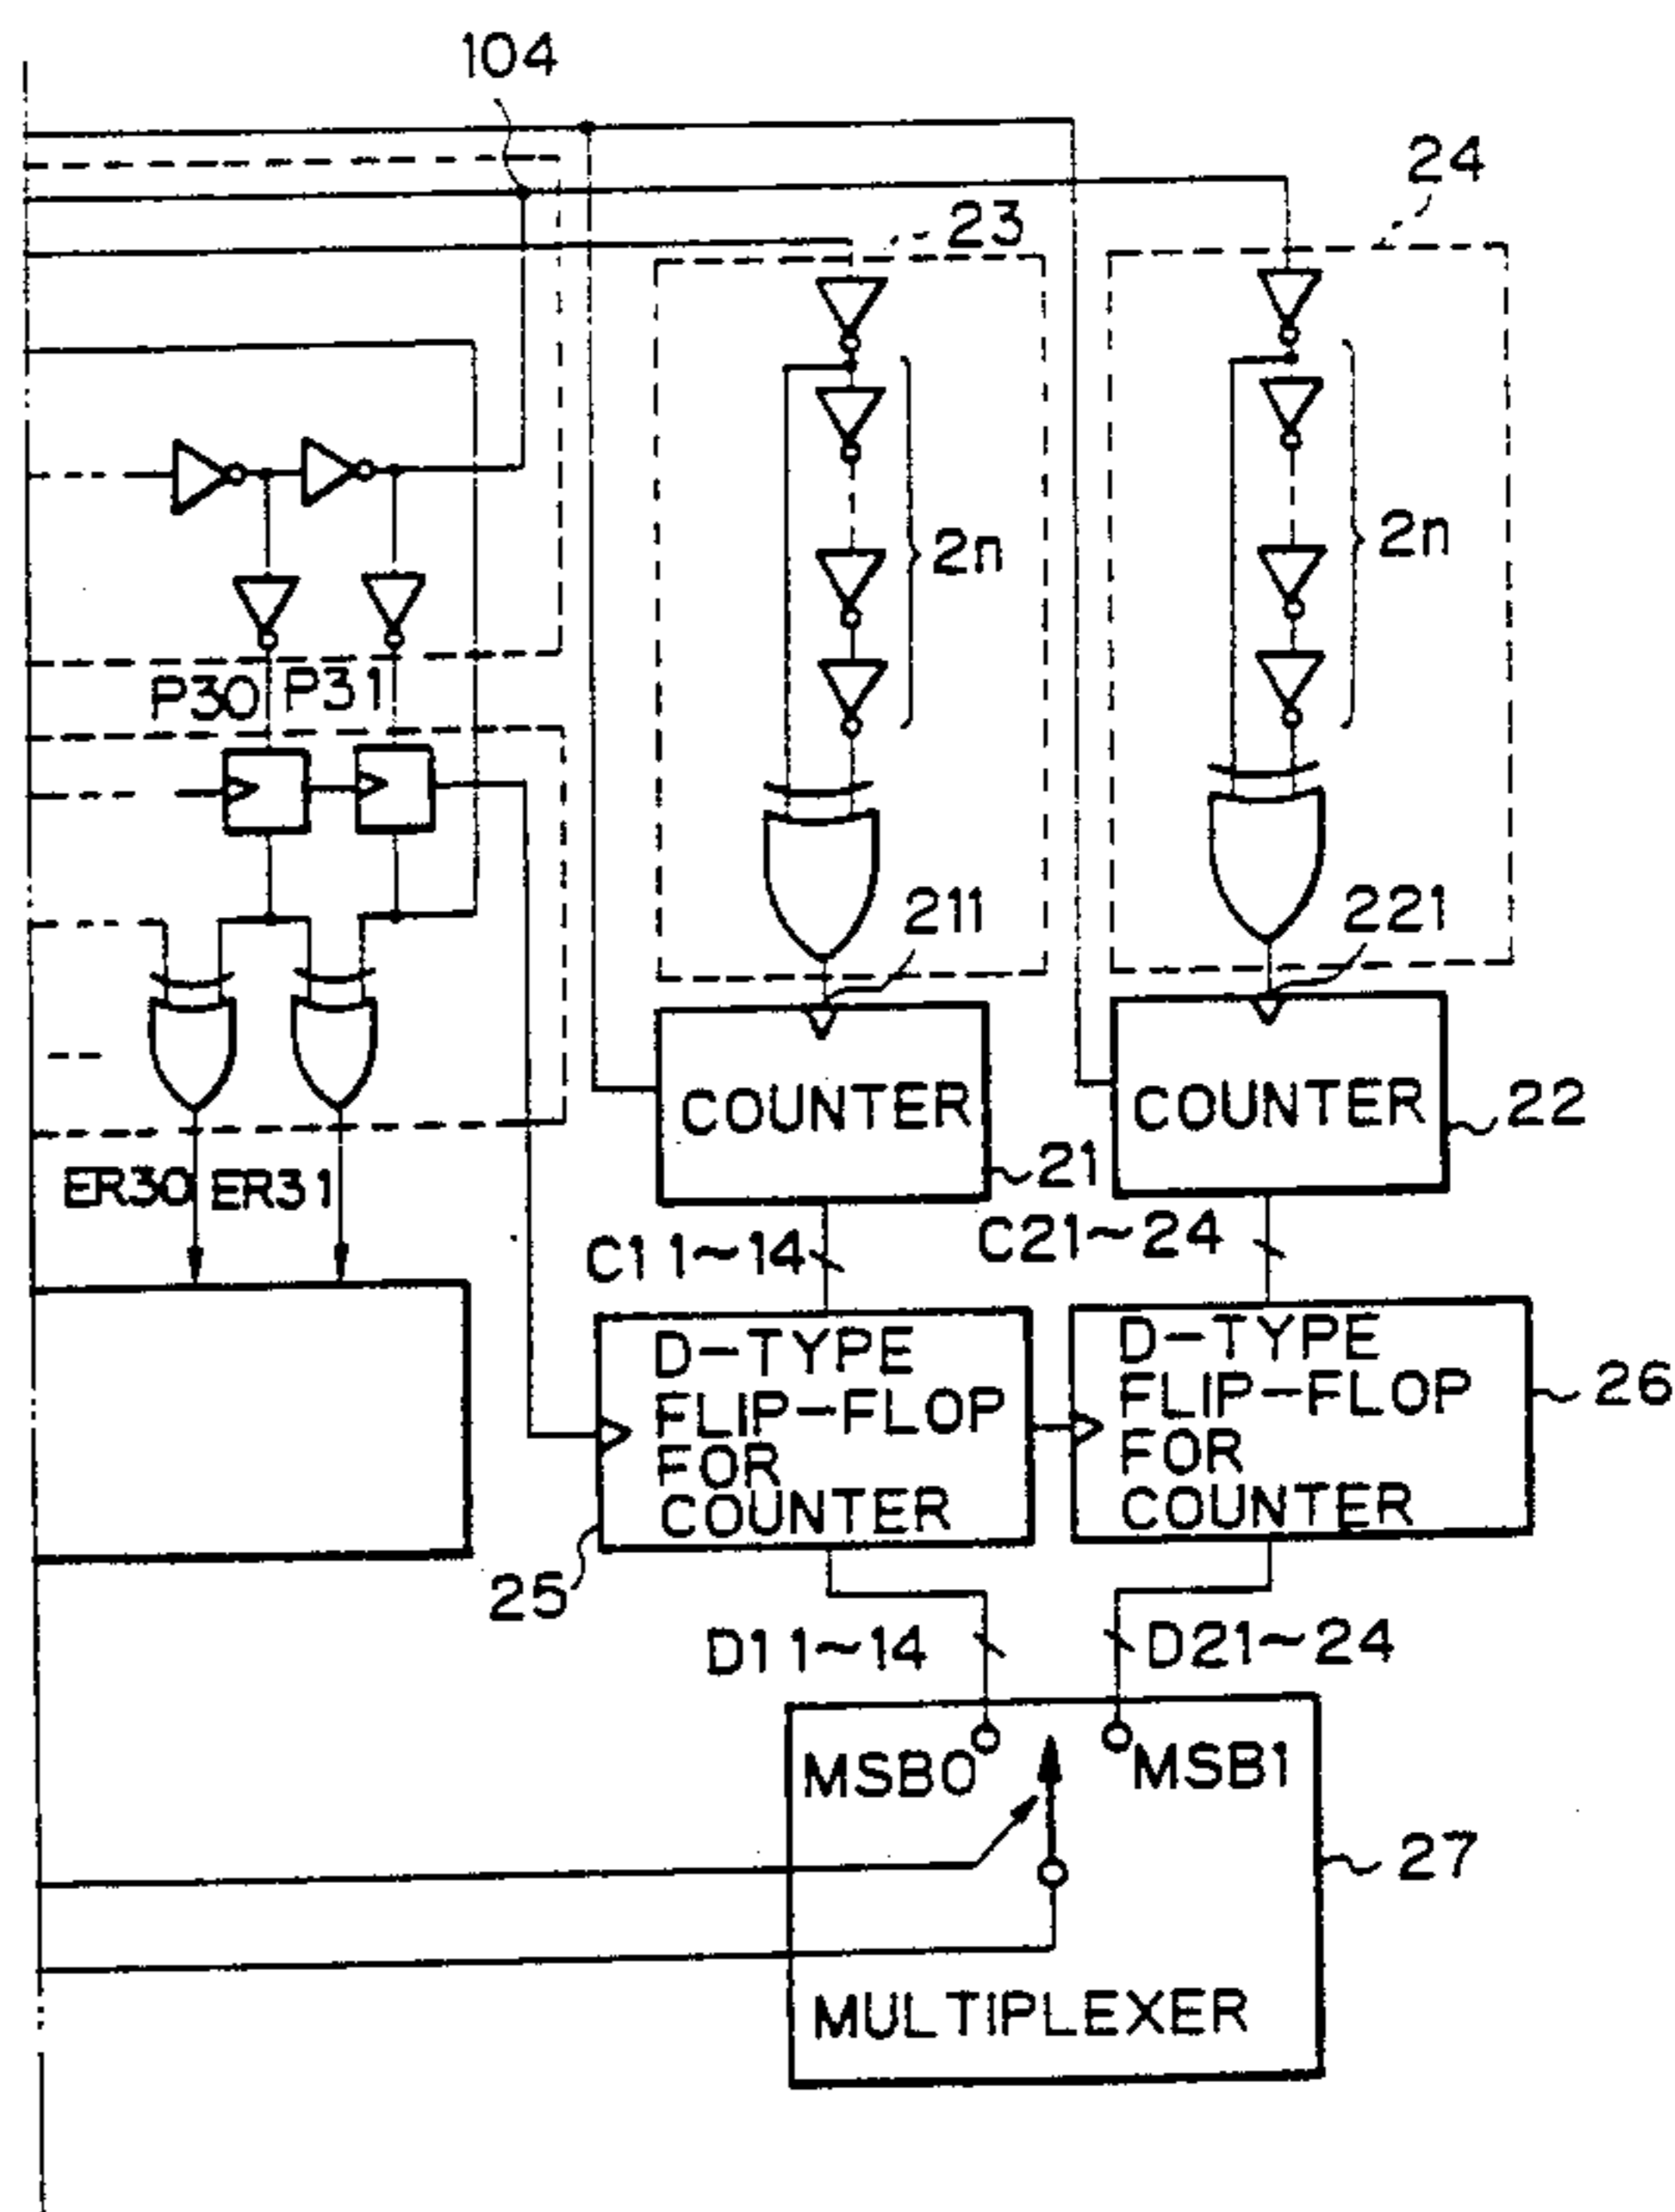 104
24
23
2n
2n
P30 P31
211
221
COUNTER
COUNTER
22
21
ER30 ER31
C11~14
C21~24
D-TYPE
FLIP-FLOP
FOR
COUNTER
D-TYPE
FLIP-FLOP
FOR
COUNTER
26
25
D11~14
D21~24
MSB0
MSB1
27
MULTIPLEXER